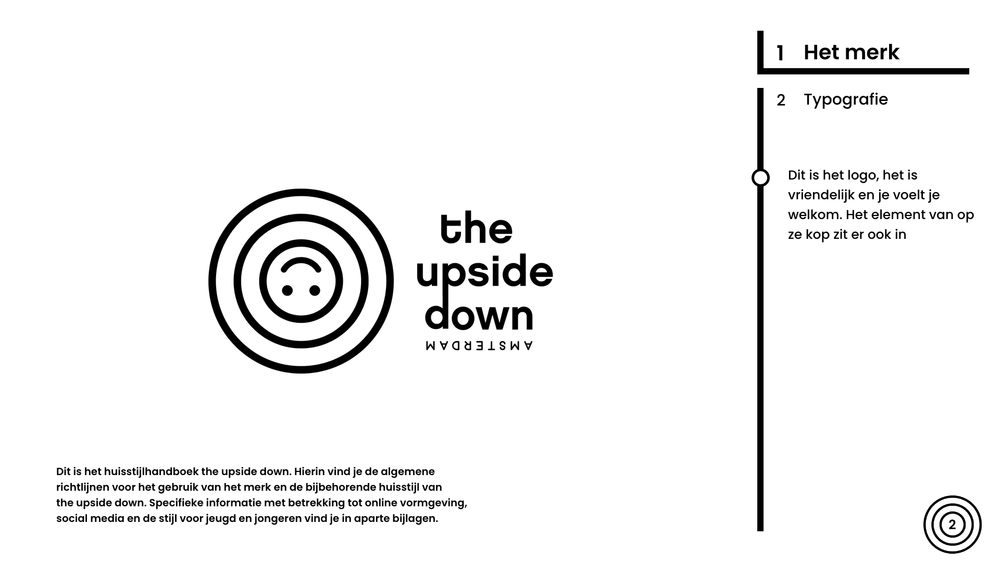 the
upside
down
AMSTERDAM
Dit is het huisstijlhandboek the upside down. Hierin vind je de algemene
richtlijnen voor het gebruik van het merk en de bijbehorende huisstijl van
the upside down. Specifieke informatie met betrekking tot online vormgeving,
social media en de stijl voor jeugd en jongeren vind je in aparte bijlagen.
1 Het merk
2 Typografie
Dit is het logo, het is
vriendelijk en je voelt je
welkom. Het element van op
ze kop zit er ook in
2